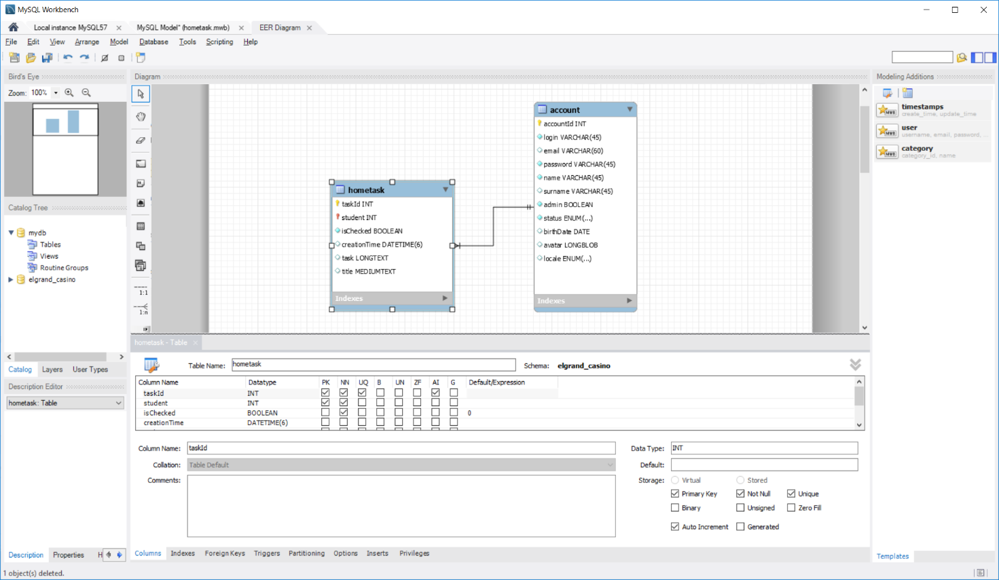 MySQL Workbench
Local instance MySQL57
MySQL Model* (hometask.mwb)
EER Diagram
File Edit View Arrange Model Database Tools Scripting Help
Bird's Eye
Zoom: 100%
Catalog Tree
mydb
Tables
Views
Routine Groups
elgrand_casino
Catalog Layers User Types
Description Editor
hometask: Table
Description Properties H
1 object(s) deleted.
Diagram
1:1
1:n
hometask
taskId INT
student INT
isChecked BOOLEAN
creationTime DATETIME(6)
task LONGTEXT
title MEDIUMTEXT
Indexes
account
accountId INT
login VARCHAR(45)
email VARCHAR(60)
password VARCHAR(45)
name VARCHAR(45)
surname VARCHAR(45)
admin BOOLEAN
status ENUM(...)
birthDate DATE
avatar LONGBLOB
locale ENUM(...)
Indexes
hometask - Table
Table Name: hometask Schema: elgrand_casino
Column Name Datatype PK NN UQ B UN ZF AI G Default/Expression
taskId INT
student INT
isChecked BOOLEAN 0
creationTime DATETIME(6)
Column Name: taskId Data Type: INT
Collation: Table Default Default:
Comments: Storage: Virtual Stored
Primary Key Not Null Unique
Binary Unsigned Zero Fill
Auto Increment Generated
Columns Indexes Foreign Keys Triggers Partitioning Options Inserts Privileges
Modeling Additions
MWB
timestamps
create_time, update_time
MWB
user
username, email, password, ...
MWB
category
category_id, name
Templates